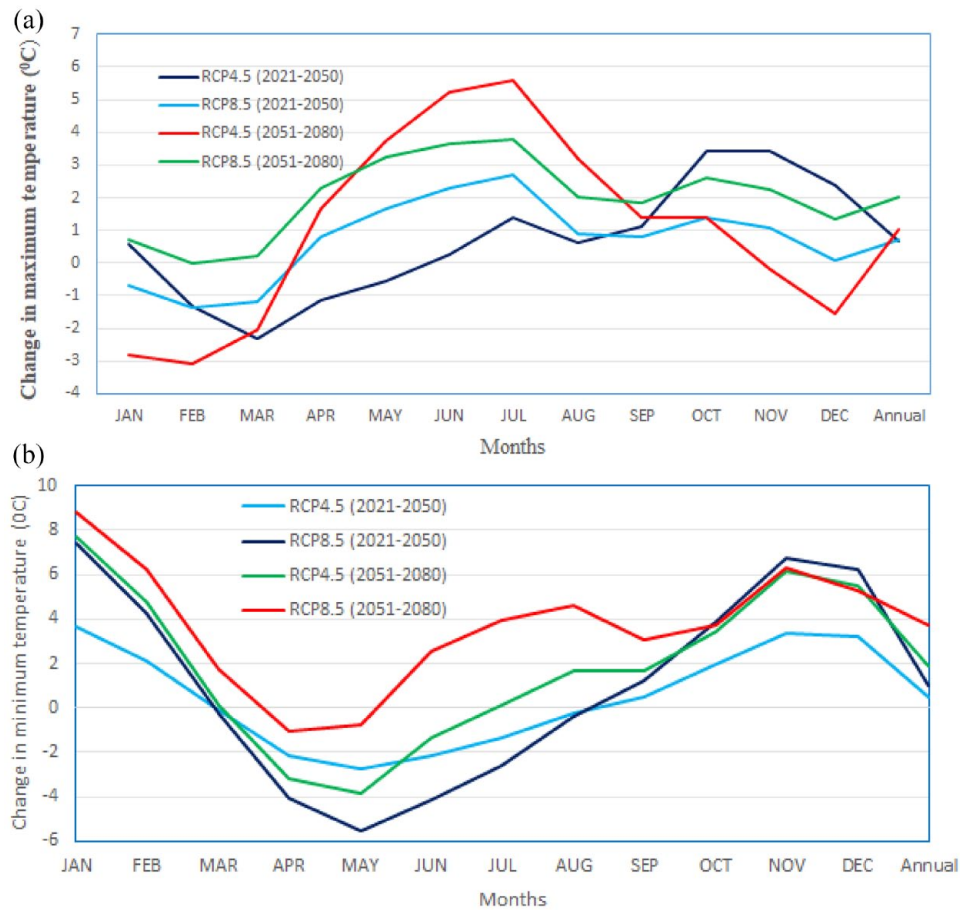 (a)
Change in maximum temperature (⁰C)
7
6
5
4
3
2
1
0
-1
-2
-3
-4
RCP4.5 (2021-2050)
RCP8.5 (2021-2050)
RCP4.5 (2051-2080)
RCP8.5 (2051-2080)
JAN FEB MAR APR MAY JUN JUL AUG SEP OCT NOV DEC Annual
Months
(b)
Change in minimum temperature (0C)
10
8
6
4
2
0
-2
-4
-6
RCP4.5 (2021-2050)
RCP8.5 (2021-2050)
RCP4.5 (2051-2080)
RCP8.5 (2051-2080)
JAN FEB MAR APR MAY JUN JUL AUG SEP OCT NOV DEC Annual
Months